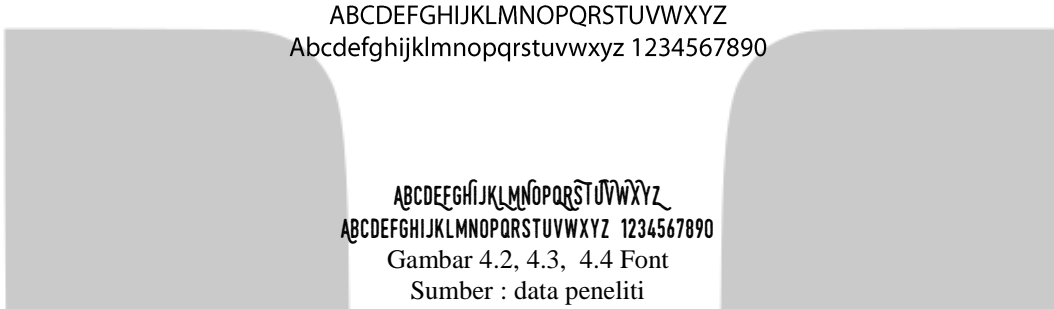 ABCDEFGHIJKLMNOPQRSTUVWXYZ
Abcdefghijklmnopqrstuvwxyz 1234567890
ABCDEFGHIJKLMNOPQRSTUVWXYZ
ABCDEFGHIJKLMNOPQRSTUVWXYZ 1234567890
Gambar 4.2, 4.3,  4.4 Font
Sumber : data peneliti